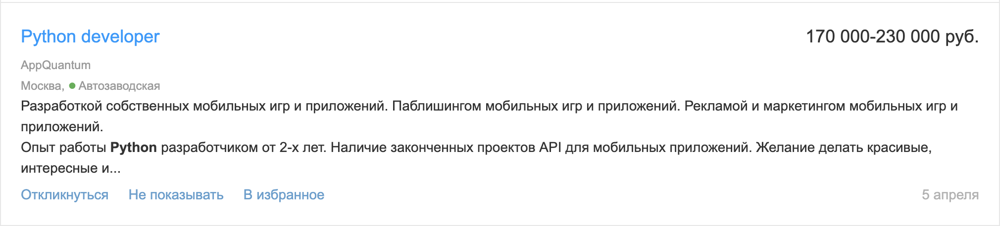 Python developer
170 000-230 000 руб.
AppQuantum
Москва, Автозаводская
Разработкой собственных мобильных игр и приложений. Паблишингом мобильных игр и приложений. Рекламой и маркетингом мобильных игр и
приложений.
Опыт работы Python разработчиком от 2-х лет. Наличие законченных проектов API для мобильных приложений. Желание делать красивые,
интересные и...
Откликнуться Не показывать В избранное
5 апреля